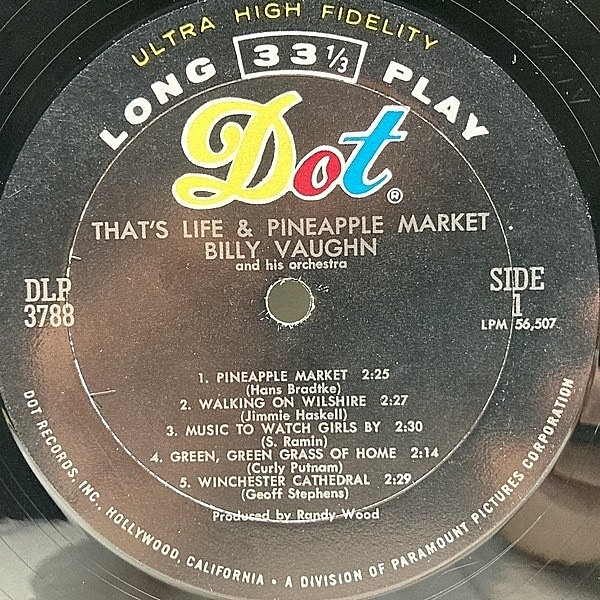 ULTRA HIGH FIDELITY
LONG 33 1/3 PLAY
Dot ®
THAT'S LIFE & PINEAPPLE MARKET
BILLY VAUGHN
and his orchestra
DLP
3788
SIDE
1
LPM 56,507
1. PINEAPPLE MARKET 2:25
(Hans Bradtke)
2. WALKING ON WILSHIRE 2:27
(Jimmie Haskell)
3. MUSIC TO WATCH GIRLS BY 2:30
(S. Ramin)
4. GREEN, GREEN GRASS OF HOME 2:14
(Curly Putnam)
5. WINCHESTER CATHEDRAL 2:29
(Geoff Stephens)
Produced by Randy Wood
DOT RECORDS, INC., HOLLYWOOD, CALIFORNIA • A DIVISION OF PARAMOUNT PICTURES CORPORATION